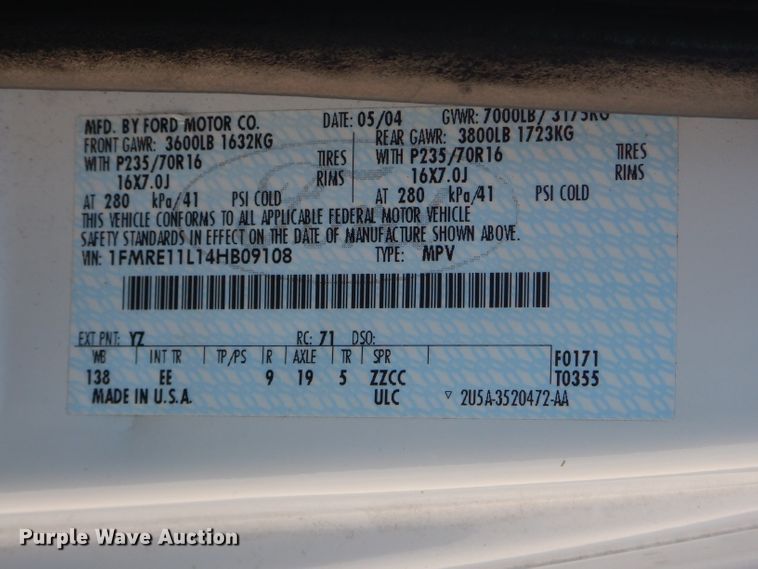 MFD. BY FORD MOTOR CO. DATE: 05/04 GVWR: 7000LB/ 3175KG
FRONT GAWR: 3600LB 1632KG REAR GAWR: 3800LB 1723KG
WITH P235/70R16 TIRES WITH P235/70R16 TIRES
16X7.0J RIMS 16X7.0J RIMS
AT 280 kPa/41 PSI COLD AT 280 kPa/41 PSI COLD
THIS VEHICLE CONFORMS TO ALL APPLICABLE FEDERAL MOTOR VEHICLE
SAFETY STANDARDS IN EFFECT ON THE DATE OF MANUFACTURE SHOWN ABOVE.
VIN: 1FMRE11L14HB09108 TYPE: MPV
EXT PNT: YZ RC: 71 DSO:
WB INT TR TP/PS R AXLE TR SPR F0171
138 EE 9 19 5 ZZCC T0355
MADE IN U.S.A. ULC ▽ 2U5A-3520472-AA
Purple Wave Auction